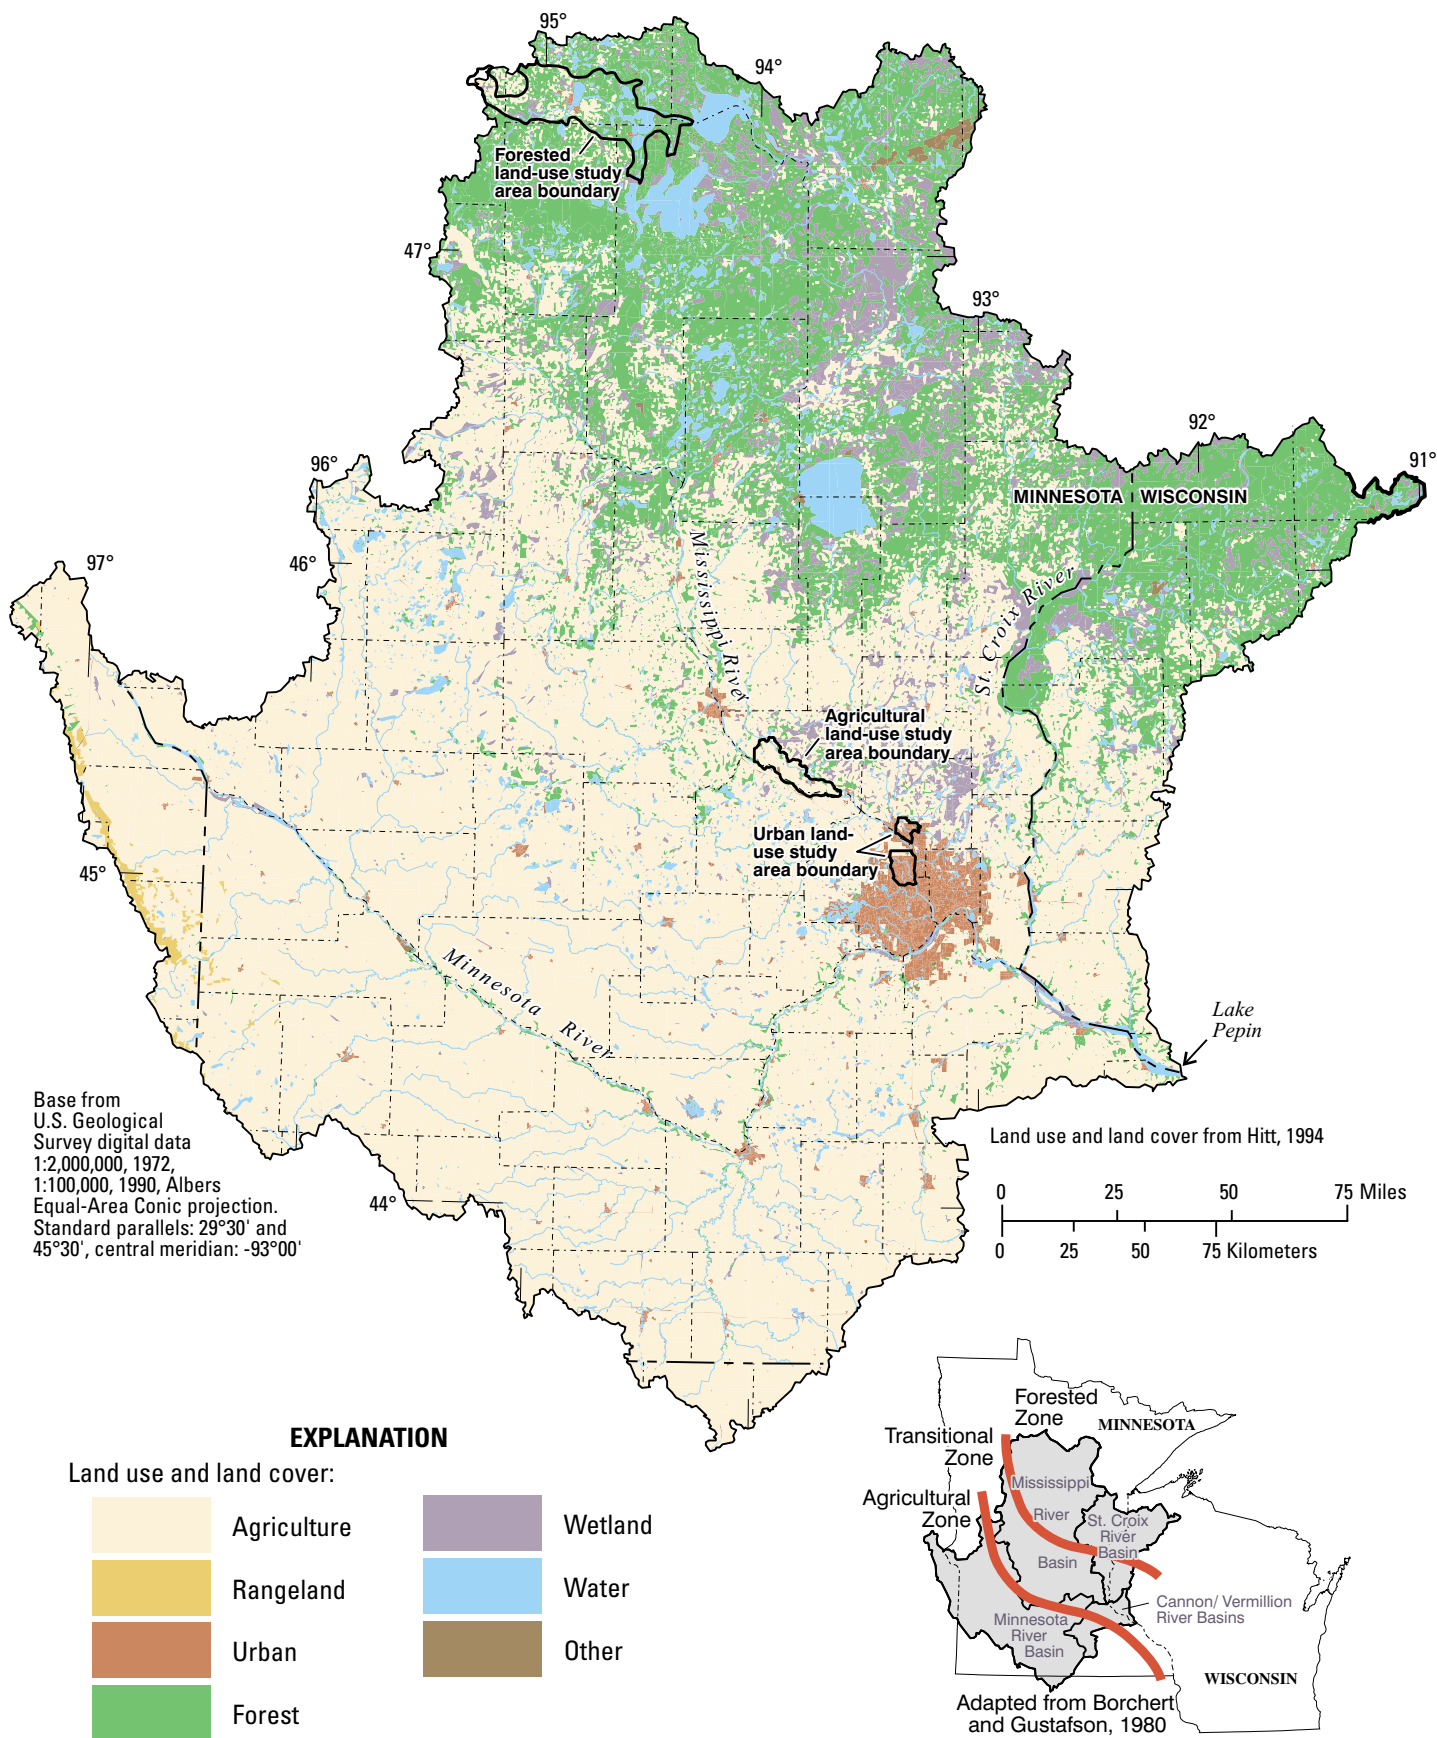 95°
94°
Forested
land-use study
area boundary
47°
93°
92°
96°
91°
MINNESOTA
WISCONSIN
97°
46°
Mississippi River
St. Croix River
Agricultural
land-use study
area boundary
Urban land-
use study
area boundary
45°
Minnesota River
Lake
Pepin
Base from
U.S. Geological
Survey digital data
1:2,000,000, 1972,
1:100,000, 1990, Albers
Equal-Area Conic projection.
Standard parallels: 29°30' and
45°30', central meridian: -93°00'
44°
Land use and land cover from Hitt, 1994
0 25 50 75 Miles
0 25 50 75 Kilometers
EXPLANATION
Land use and land cover:
Agriculture
Rangeland
Urban
Forest
Wetland
Water
Other
Forested
Zone
MINNESOTA
Transitional
Zone
Agricultural
Zone
Mississippi
River
Basin
St. Croix
River
Basin
Cannon/ Vermillion
River Basins
Minnesota
River
Basin
WISCONSIN
Adapted from Borchert
and Gustafson, 1980